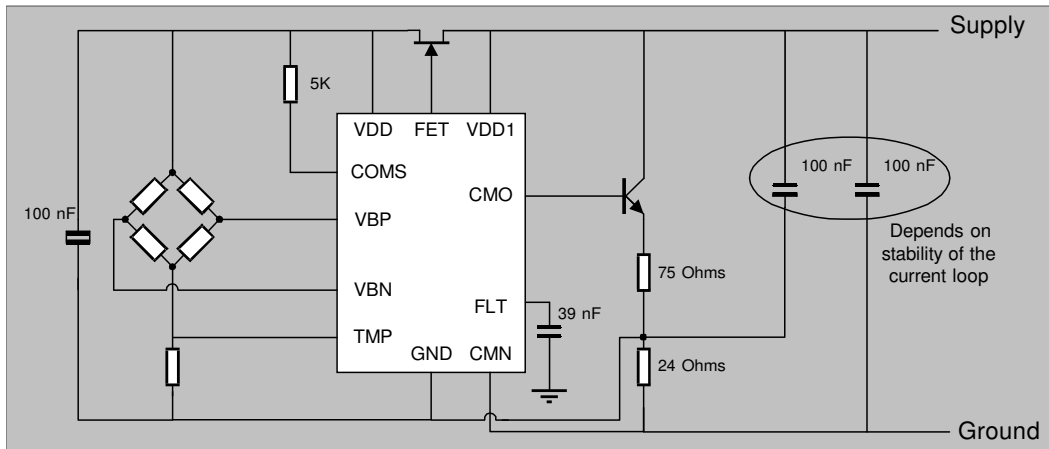 Supply
5K
VDD FET VDD1
COMS
CMO
100 nF 100 nF
100 nF
VBP
Depends on
stability of the
current loop
75 Ohms
VBN
FLT
39 nF
TMP
GND CMN
24 Ohms
Ground